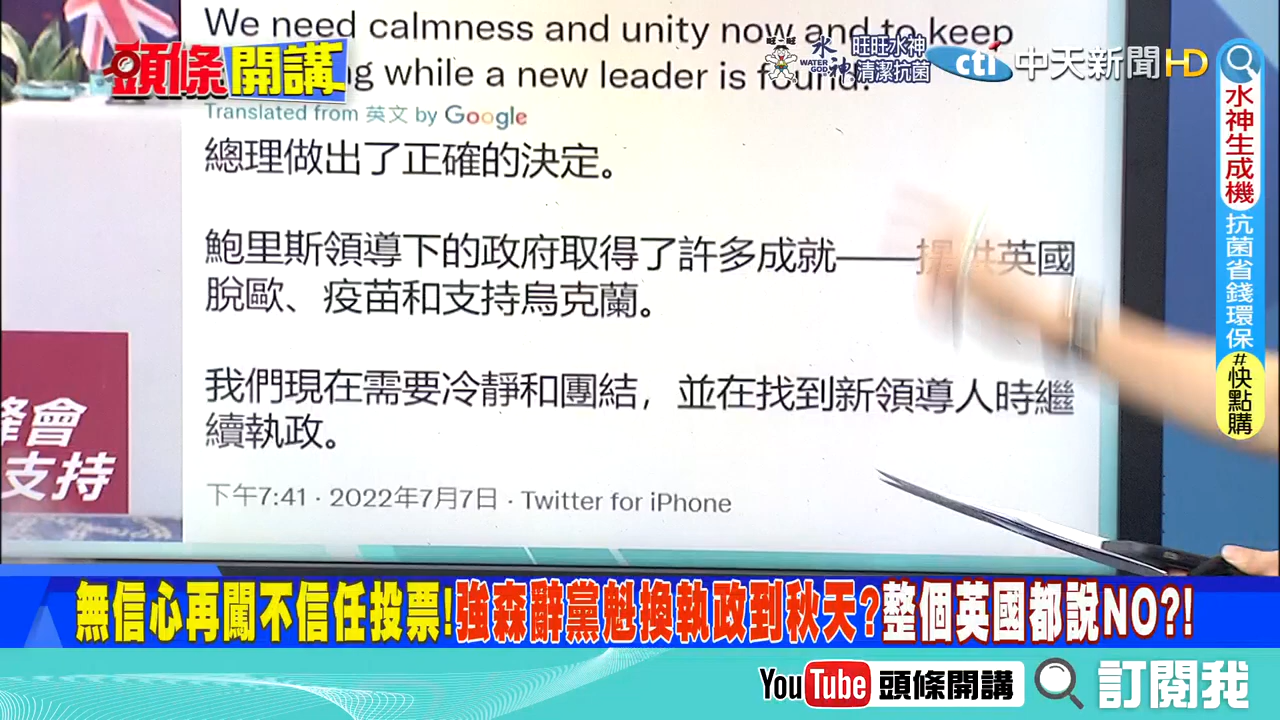 We need calmness and unity now and to keep
while a new leader is found.
Translated from 英文 by Google
總理做出了正確的決定。
鮑里斯領導下的政府取得了許多成就——提供英國
脫歐、疫苗和支持烏克蘭。
我們現在需要冷靜和團結，並在找到新領導人時繼
續執政。
下午7:41 · 2022年7月7日 · Twitter for iPhone
頭條開講
旺旺水神
清潔抗菌
水神
WATER GOD
cti 中天新聞HD
水神生成機
抗菌省錢環保
#快點購
峰會
支持
無信心再闖不信任投票!強森辭黨魁換執政到秋天?整個英國都說NO?!
YouTube 頭條開講 訂閱我